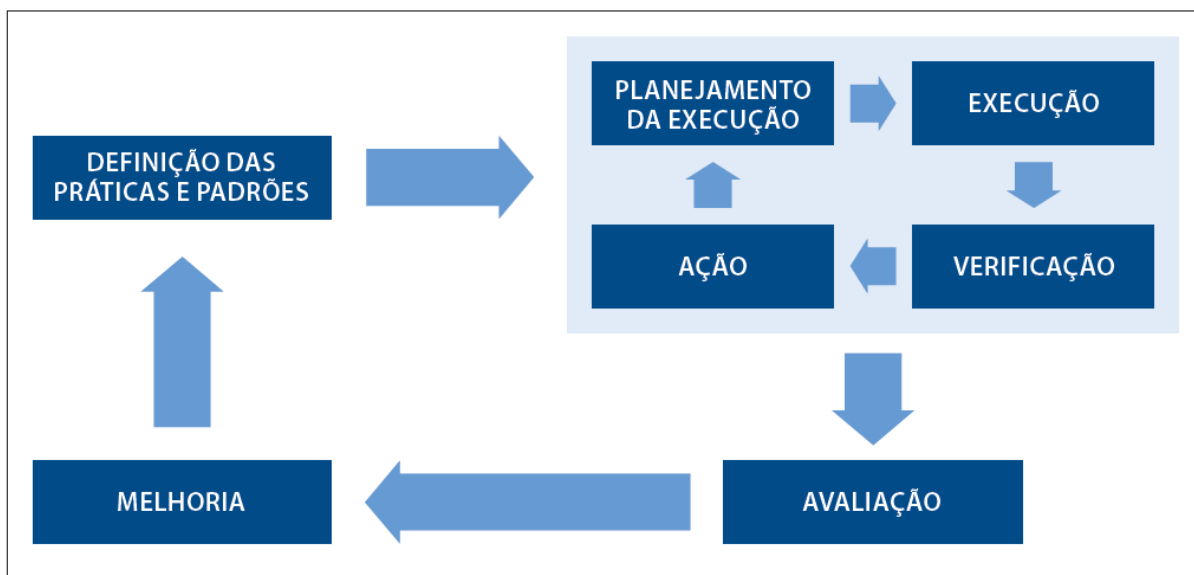 PLANEJAMENTO
DA EXECUÇÃO
EXECUÇÃO
DEFINIÇÃO DAS
PRÁTICAS E PADRÕES
AÇÃO
VERIFICAÇÃO
MELHORIA
AVALIAÇÃO